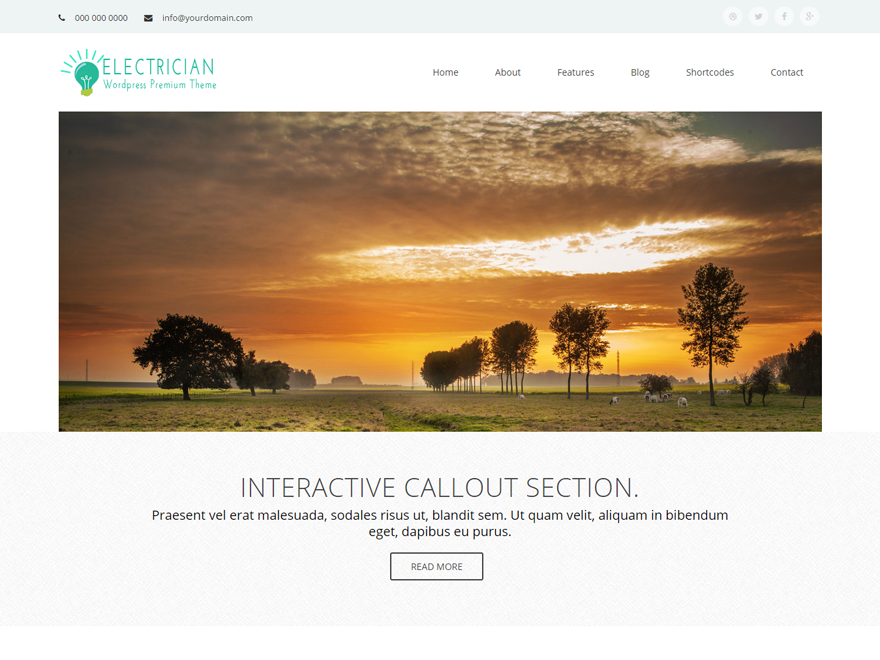 000 000 0000 info@yourdomain.com
ELECTRICIAN
Wordpress Premium Theme
Home About Features Blog Shortcodes Contact
INTERACTIVE CALLOUT SECTION.
Praesent vel erat malesuada, sodales risus ut, blandit sem. Ut quam velit, aliquam in bibendum
eget, dapibus eu purus.
READ MORE